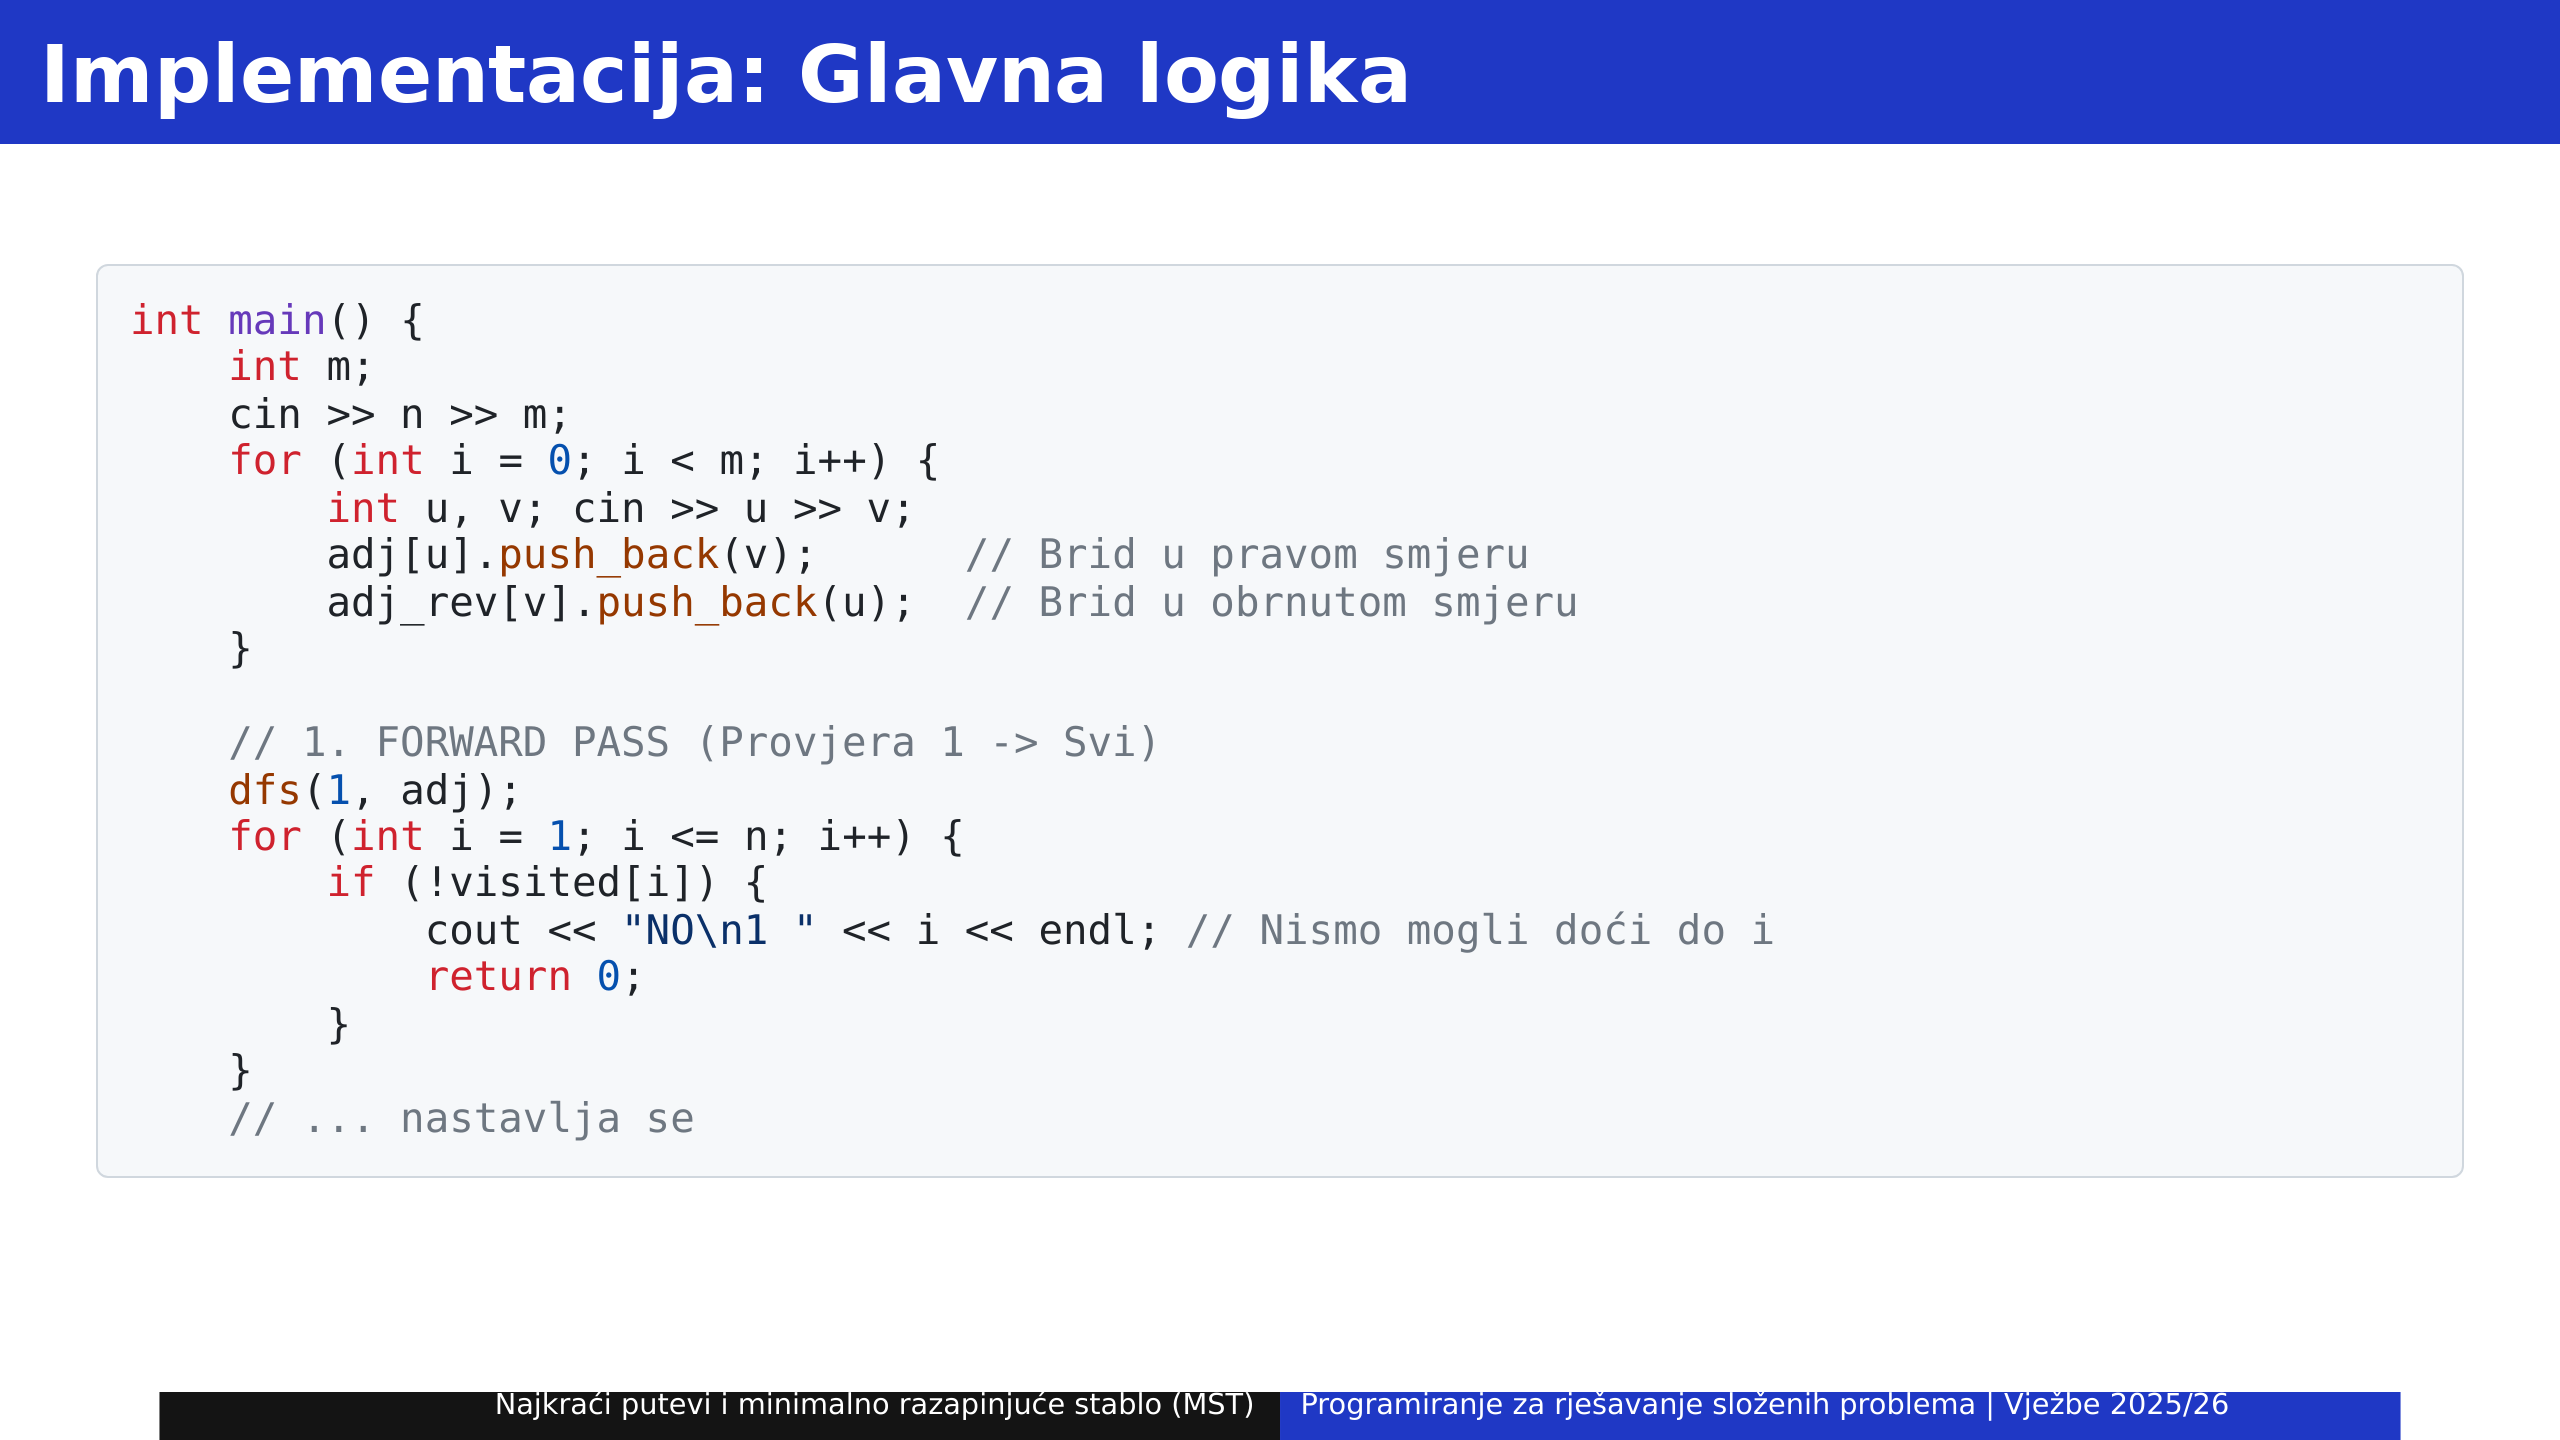 Implementacija: Glavna logika
int main() {
    int m;
    cin >> n >> m;
    for (int i = 0; i < m; i++) {
        int u, v; cin >> u >> v;
        adj[u].push_back(v);      // Brid u pravom smjeru
        adj_rev[v].push_back(u);  // Brid u obrnutom smjeru
    }

    // 1. FORWARD PASS (Provjera 1 -> Svi)
    dfs(1, adj);
    for (int i = 1; i <= n; i++) {
        if (!visited[i]) {
            cout << "NO\n1 " << i << endl; // Nismo mogli doći do i
            return 0;
        }
    }
    // ... nastavlja se
Najkraći putevi i minimalno razapinjuće stablo (MST)
Programiranje za rješavanje složenih problema | Vježbe 2025/26